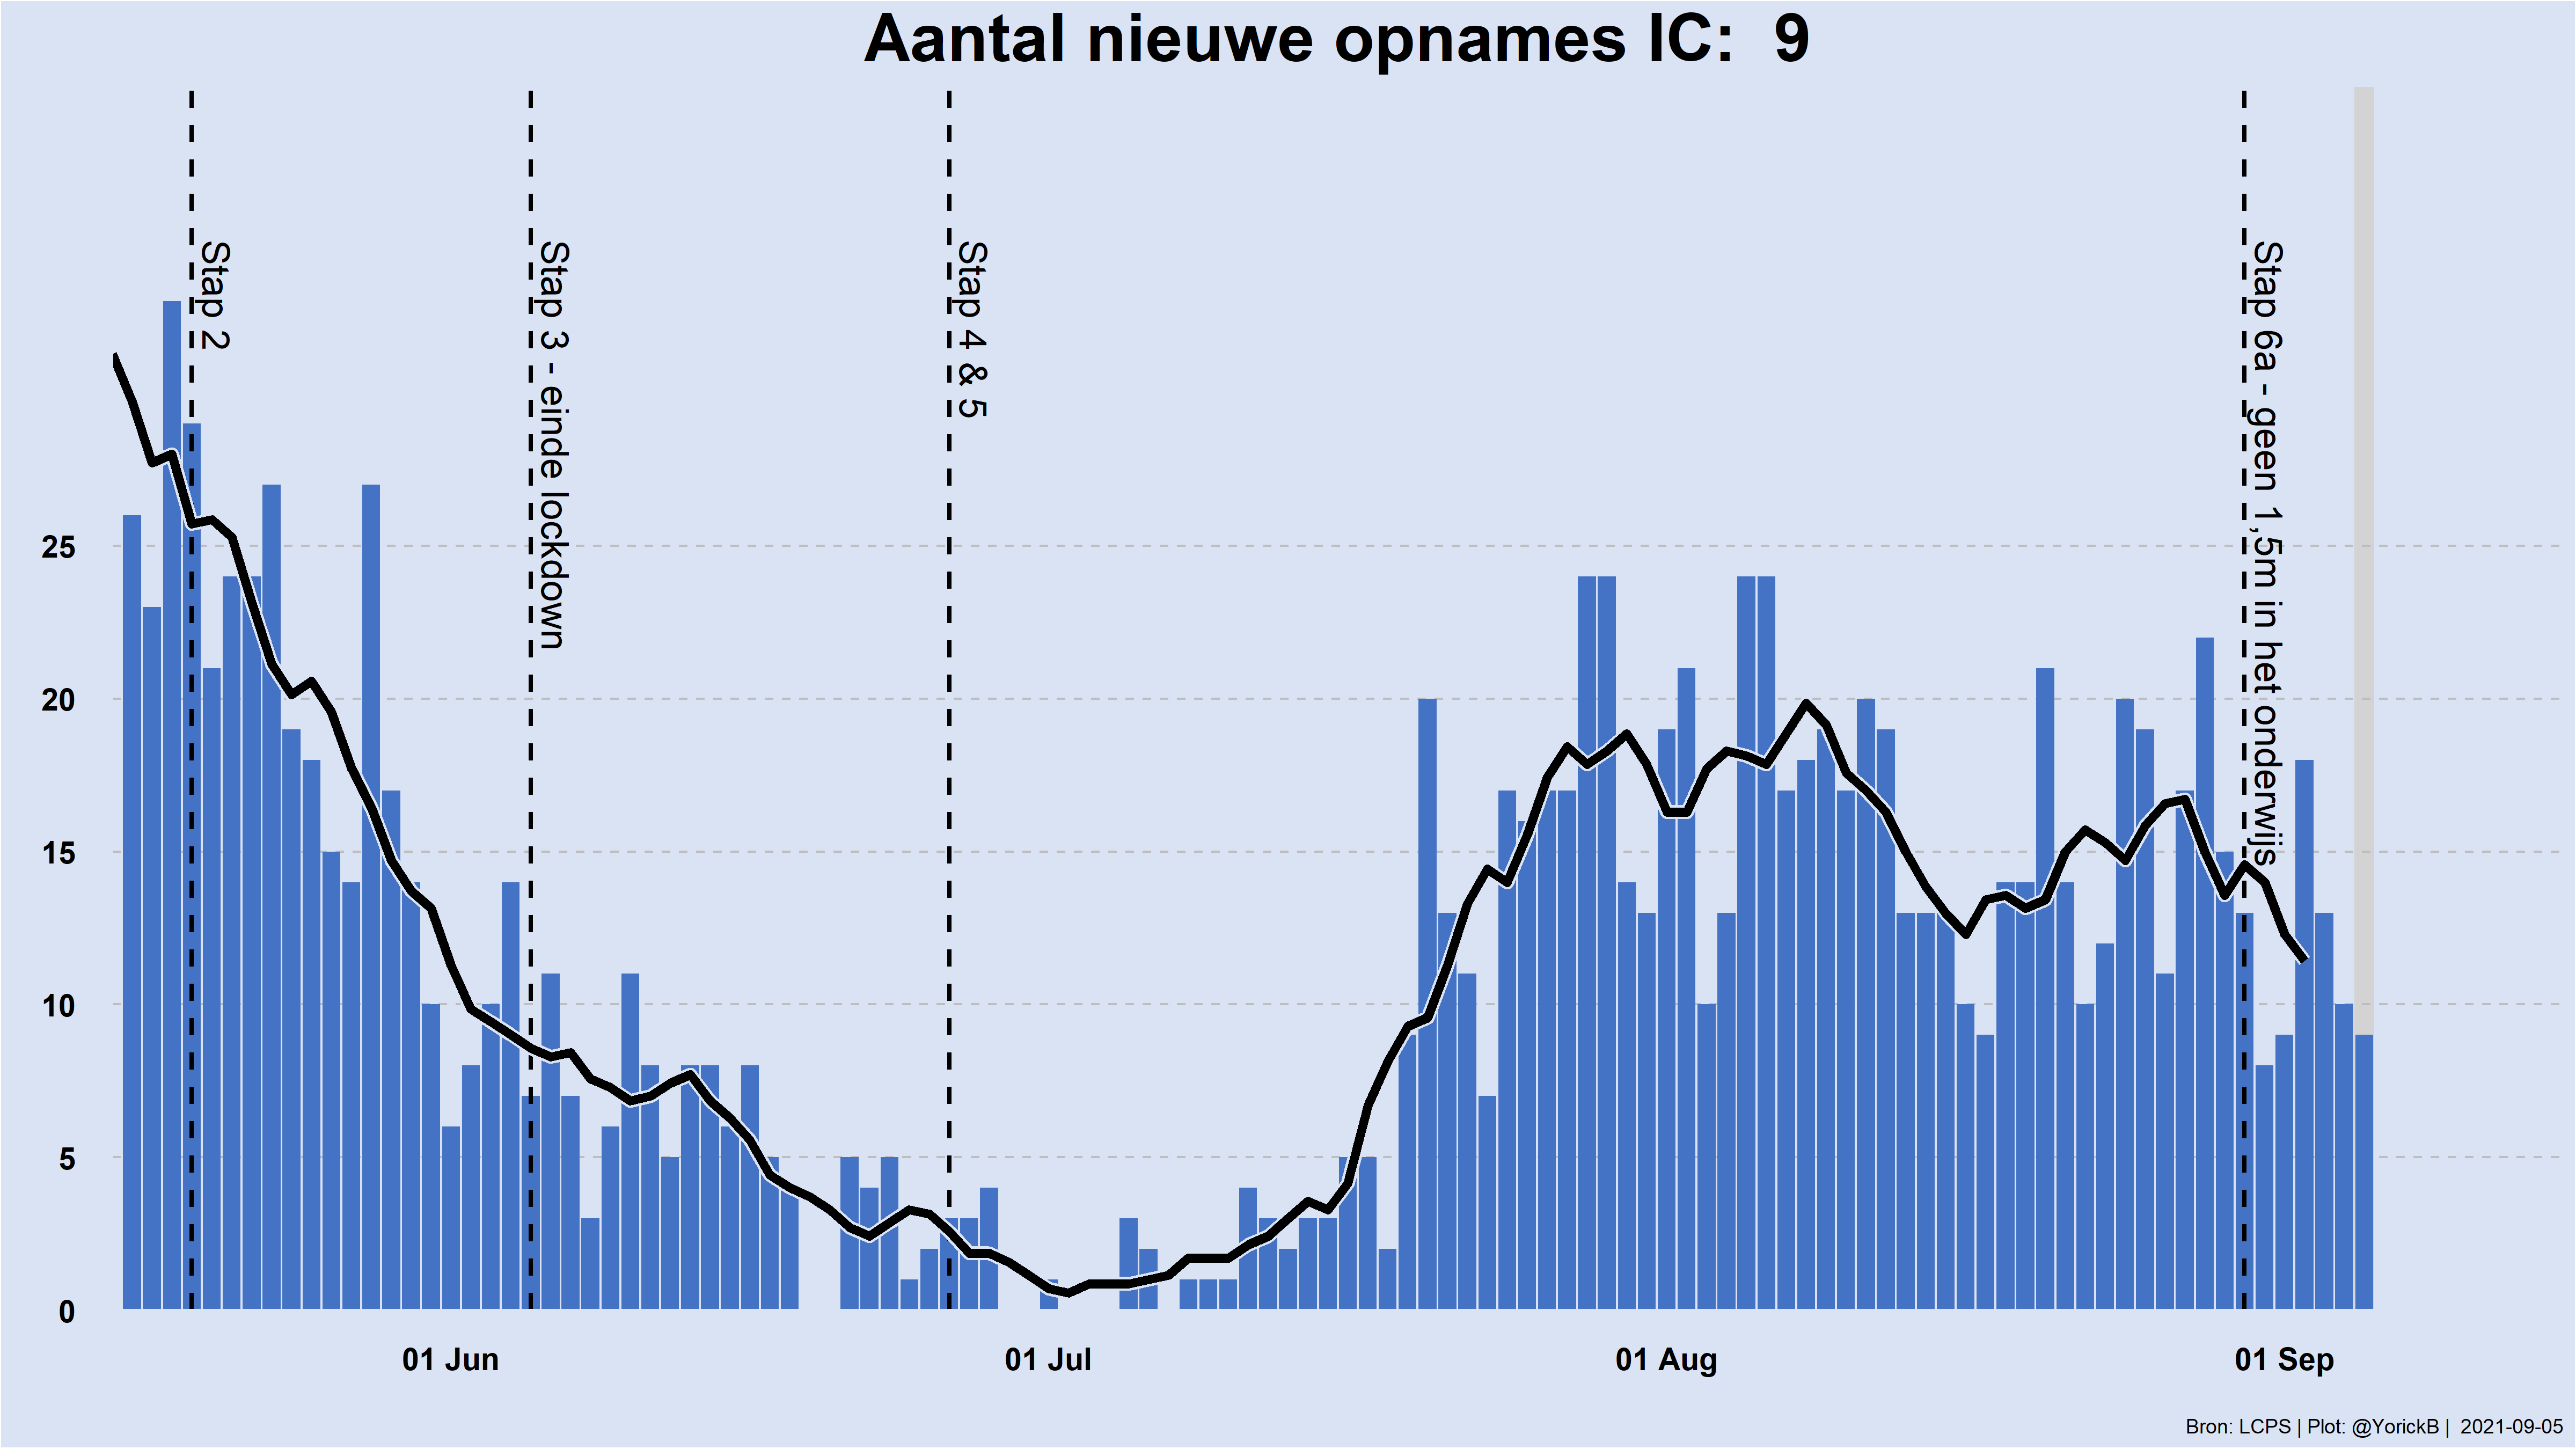 Aantal nieuwe opnames IC: 9
Stap 2
Stap 3 - einde lockdown
Stap 4 & 5
Stap 6a - geen 1,5m in het onderwijs
25
20
15
10
5
0
01 Jun
01 Jul
01 Aug
01 Sep
Bron: LCPS | Plot: @YorickB | 2021-09-05